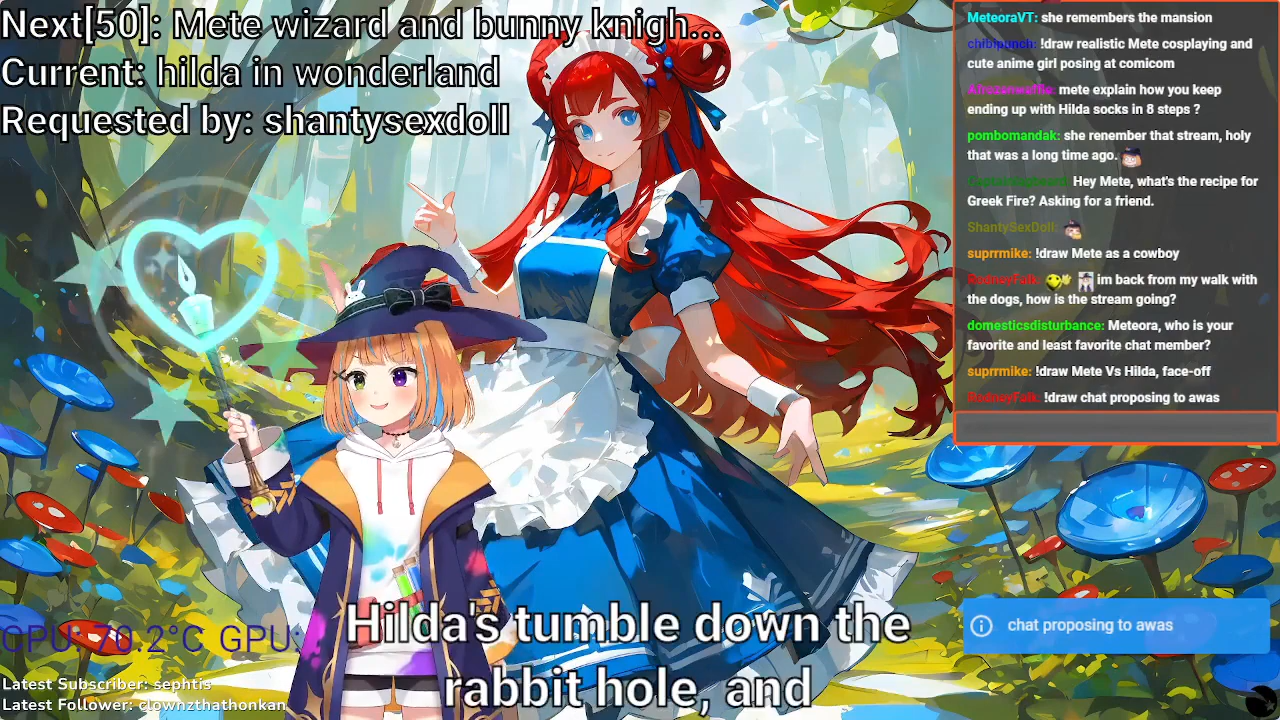 Next[50]: Mete wizard and bunny knigh...
Current: hilda in wonderland
Requested by: shantysexdoll
MeteoraVT: she remembers the mansion
chibipunch: !draw realistic Mete cosplaying and
cute anime girl posing at comicom
mete explain how you keep
ending up with Hilda socks in 8 steps ?
pombomandak: she remember that stream, holy
that was a long time ago.
Hey Mete, what's the recipe for
Greek Fire? Asking for a friend.
ShantySexDoll:
suprrmike: !draw Mete as a cowboy
RodneyFalk: im back from my walk with
the dogs, how is the stream going?
domesticsdisturbance: Meteora, who is your
favorite and least favorite chat member?
suprrmike: !draw Mete Vs Hilda, face-off
RodneyFalk: !draw chat proposing to awas
chat proposing to awas
Hilda's tumble down the
rabbit hole, and
CPU: 70.2°C GPU:
Latest Subscriber: sephtis
Latest Follower: clownzthathonkan